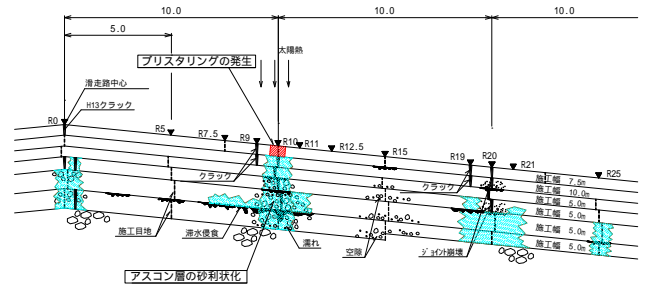 10.0
10.0
10.0
5.0
太陽熱
ブリスタリングの発生
滑走路中心
H13クラック
R0
R5
R7.5
R9
R10
R11
R12.5
R15
R19
R20
R21
R25
クラック
クラック
施工幅 7.5m
施工幅 10.0m
施工幅 5.0m
施工幅 5.0m
施工幅 5.0m
施工幅 5.0m
施工目地
滞水侵食
濡れ
空隙
ジョイント崩壊
アスコン層の砂利状化